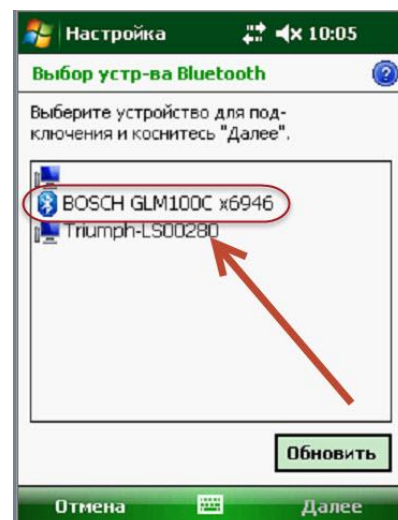 Настройка 10:05
Выбор устр-ва Bluetooth
Выберите устройство для под-
ключения и коснитесь "Далее".
BOSCH GLM100C x6946
Triumph-LS00280
Обновить
Отмена Далее